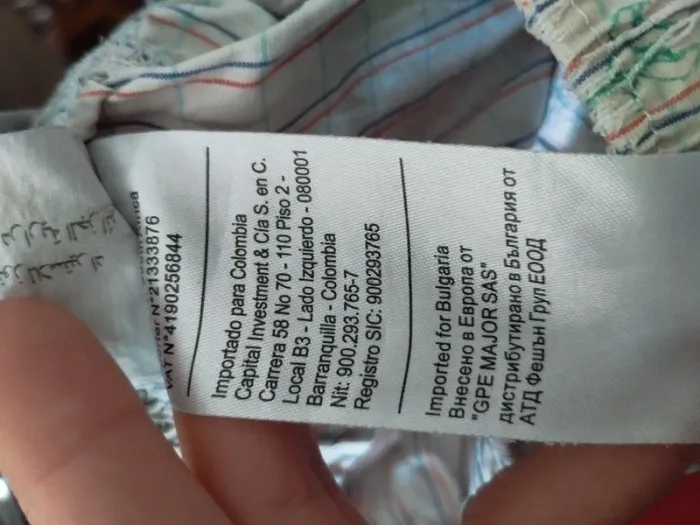 N°21333876
VAT N°4190256844
Importado para Colombia
Capital Investment & Cia S. en C.
Carrera 58 No 70 - 110 Piso 2 -
Local B3 - Lado Izquierdo - 080001
Barranquilla - Colombia
Nit: 900.293.765-7
Registro SIC: 900293765
Imported for Bulgaria
Внесено в Европа от
"GPE MAJOR SAS"
дистрибутирано в България от
АТД Фешън Груп ЕООД